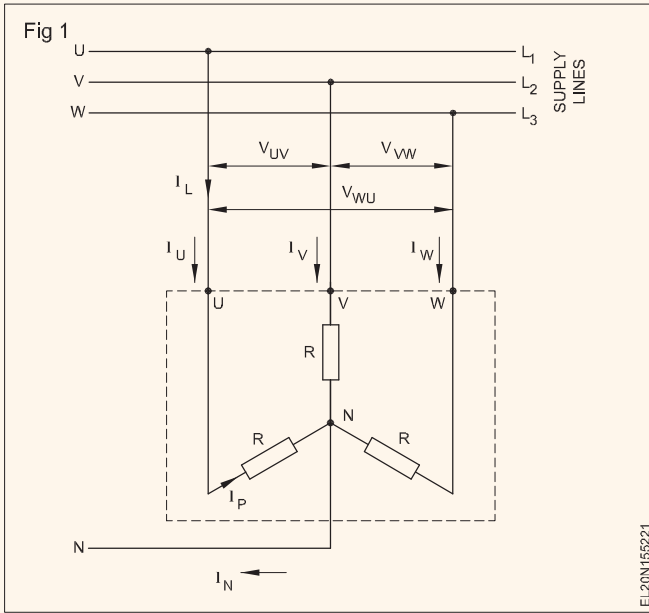 Fig 1
U L1
V L2
W L3
SUPPLY
LINES
VUV VVW
IL
VWU
IU IV IW
U V W
R
N
R R
IP
N
IN
EL20N155221